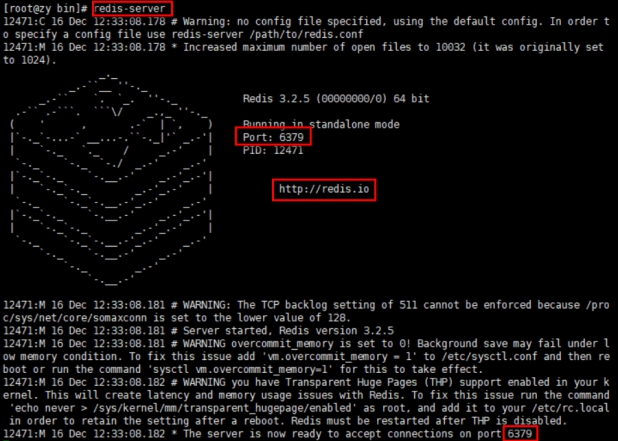 [root@zy bin]# redis-server
12471:C 16 Dec 12:33:08.178 # Warning: no config file specified, using the default config. In order t
o specify a config file use redis-server /path/to/redis.conf
12471:M 16 Dec 12:33:08.178 * Increased maximum number of open files to 10032 (it was originally set
to 1024).
Redis 3.2.5 (00000000/0) 64 bit
Running in standalone mode
Port: 6379
PID: 12471
http://redis.io
12471:M 16 Dec 12:33:08.181 # WARNING: The TCP backlog setting of 511 cannot be enforced because /pro
c/sys/net/core/somaxconn is set to the lower value of 128.
12471:M 16 Dec 12:33:08.181 # Server started, Redis version 3.2.5
12471:M 16 Dec 12:33:08.181 # WARNING overcommit_memory is set to 0! Background save may fail under l
ow memory condition. To fix this issue add 'vm.overcommit_memory = 1' to /etc/sysctl.conf and then re
boot or run the command 'sysctl vm.overcommit_memory=1' for this to take effect.
12471:M 16 Dec 12:33:08.182 # WARNING you have Transparent Huge Pages (THP) support enabled in your k
ernel. This will create latency and memory usage issues with Redis. To fix this issue run the command
'echo never > /sys/kernel/mm/transparent_hugepage/enabled' as root, and add it to your /etc/rc.local
in order to retain the setting after a reboot. Redis must be restarted after THP is disabled.
12471:M 16 Dec 12:33:08.182 * The server is now ready to accept connections on port 6379